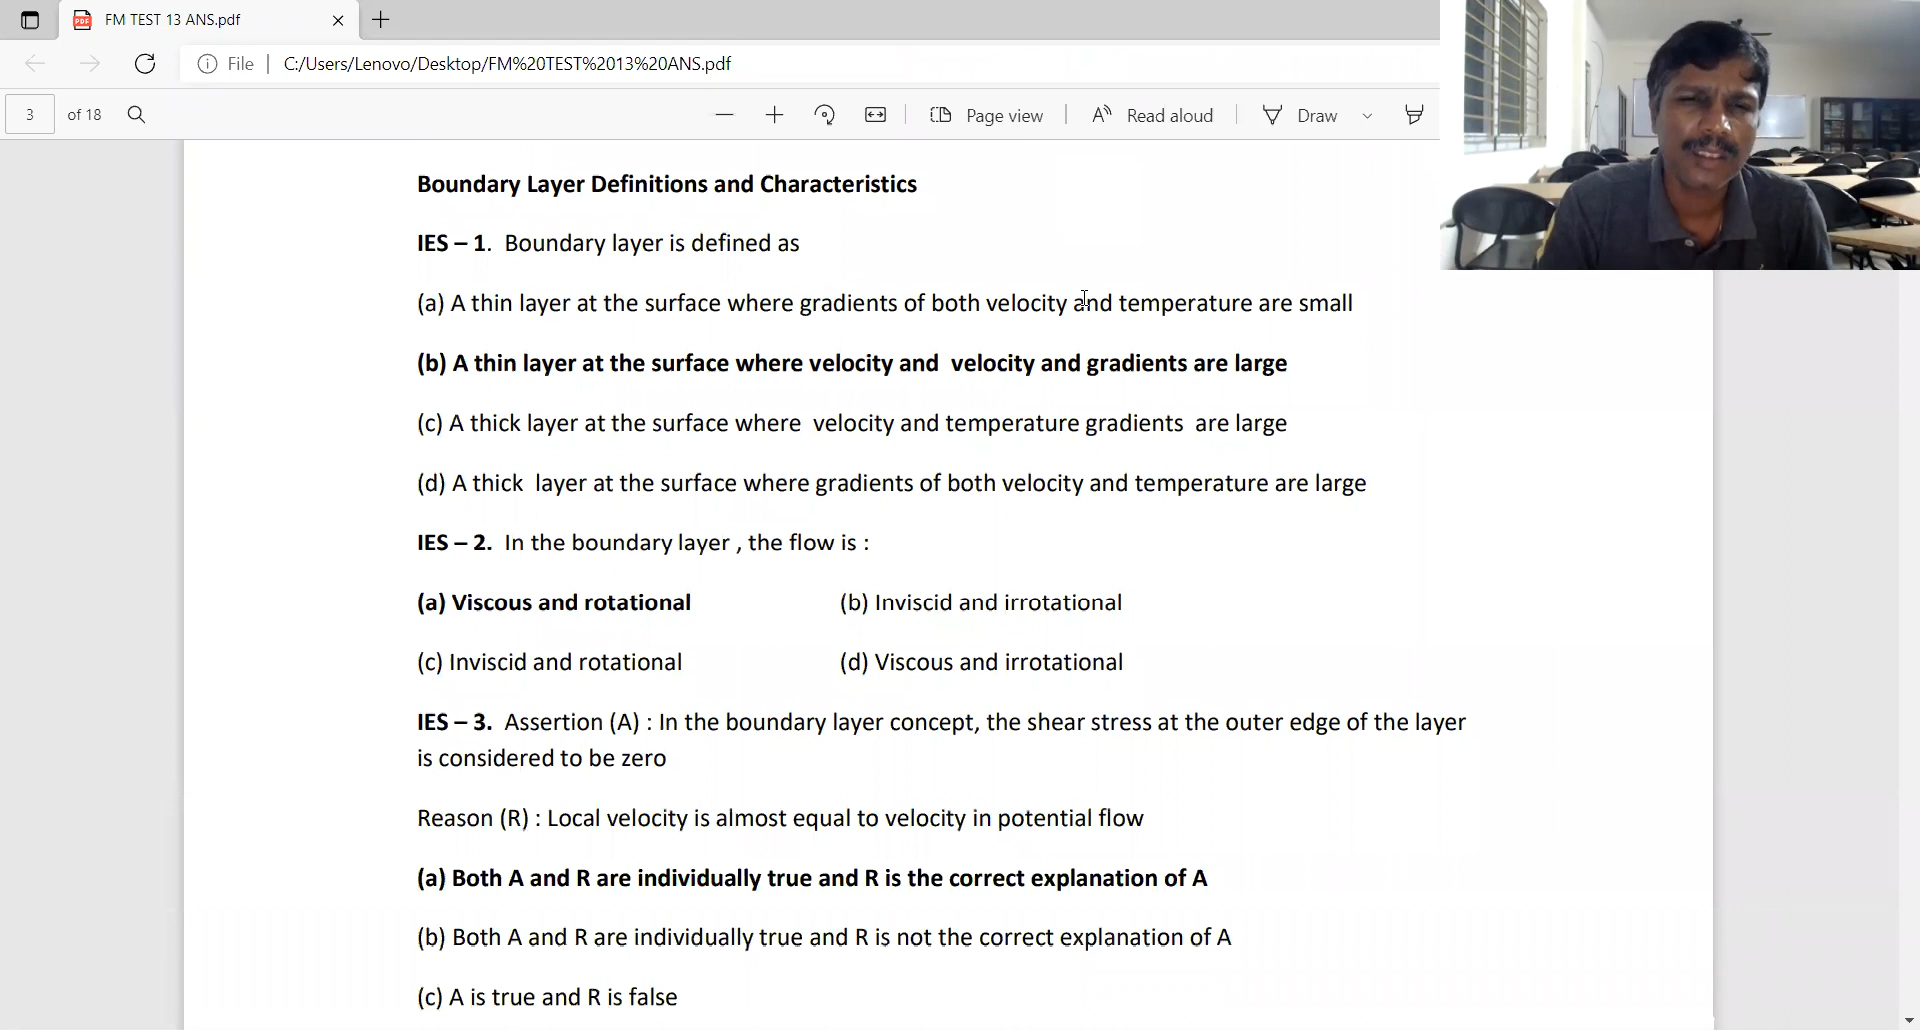 FM TEST 13 ANS.pdf
File | C:/Users/Lenovo/Desktop/FM%20TEST%2013%20ANS.pdf
3 of 18 Page view Read aloud Draw
Boundary Layer Definitions and Characteristics
IES – 1. Boundary layer is defined as
(a) A thin layer at the surface where gradients of both velocity and temperature are small
(b) A thin layer at the surface where velocity and velocity and gradients are large
(c) A thick layer at the surface where velocity and temperature gradients are large
(d) A thick layer at the surface where gradients of both velocity and temperature are large
IES – 2. In the boundary layer , the flow is :
(a) Viscous and rotational (b) Inviscid and irrotational
(c) Inviscid and rotational (d) Viscous and irrotational
IES – 3. Assertion (A) : In the boundary layer concept, the shear stress at the outer edge of the layer
is considered to be zero
Reason (R) : Local velocity is almost equal to velocity in potential flow
(a) Both A and R are individually true and R is the correct explanation of A
(b) Both A and R are individually true and R is not the correct explanation of A
(c) A is true and R is false